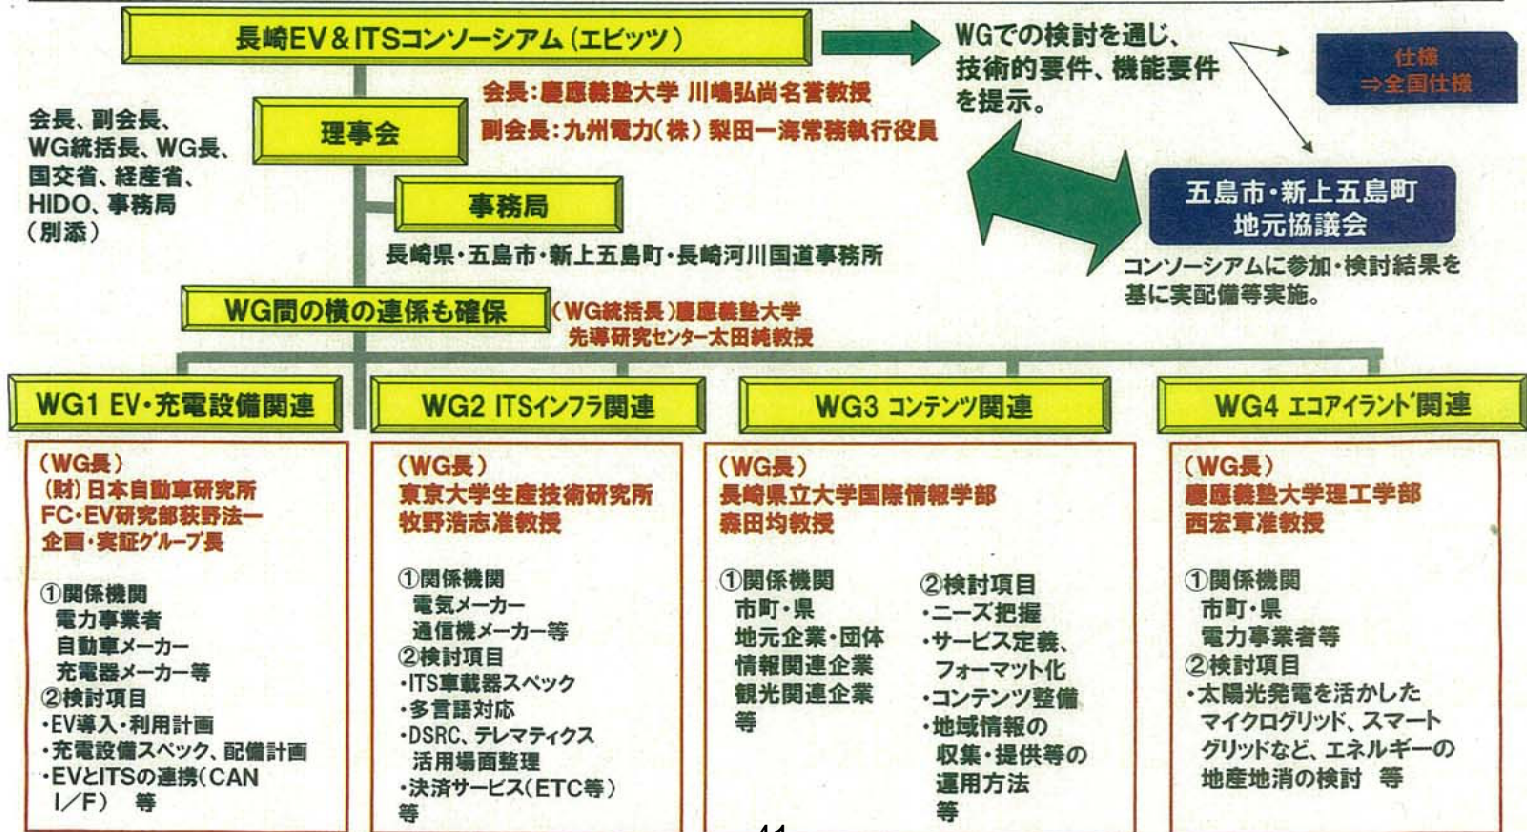 長崎EV&ITSコンソーシアム(エビッツ)
WGでの検討を通じ、
技術的要件、機能要件
を提示。
仕様
⇒全国仕様
会長、副会長、
WG統括長、WG長、
国交省、経産省、
HIDO、事務局
(別添)
理事会
会長:慶應義塾大学 川嶋弘尚名誉教授
副会長:九州電力(株)梨田一海常務執行役員
事務局
長崎県・五島市・新上五島町・長崎河川国道事務所
五島市・新上五島町
地元協議会
コンソーシアムに参加・検討結果を
基に実配備等実施。
WG間の横の連係も確保
(WG統括長)慶應義塾大学
先導研究センター太田純教授
WG1 EV・充電設備関連
(WG長)
(財)日本自動車研究所
FC・EV研究部荻野法一
企画・実証グループ長
①関係機関
電力事業者
自動車メーカー
充電器メーカー等
②検討項目
・EV導入・利用計画
・充電設備スペック、配備計画
・EVとITSの連携(CAN
I/F) 等
WG2 ITSインフラ関連
(WG長)
東京大学生産技術研究所
牧野浩志准教授
①関係機関
電気メーカー
通信機メーカー等
②検討項目
・ITS車載器スペック
・多言語対応
・DSRC、テレマティクス
活用場面整理
・決済サービス(ETC等)
等
WG3 コンテンツ関連
(WG長)
長崎県立大学国際情報学部
森田均教授
①関係機関
市町・県
地元企業・団体
情報関連企業
観光関連企業
等
②検討項目
・ニーズ把握
・サービス定義、
フォーマット化
・コンテンツ整備
・地域情報の
収集・提供等の
運用方法
等
WG4 エコアイランド関連
(WG長)
慶應義塾大学理工学部
西宏章准教授
①関係機関
市町・県
電力事業者等
②検討項目
・太陽光発電を活かした
マイクログリッド、スマート
グリッドなど、エネルギーの
地産地消の検討 等